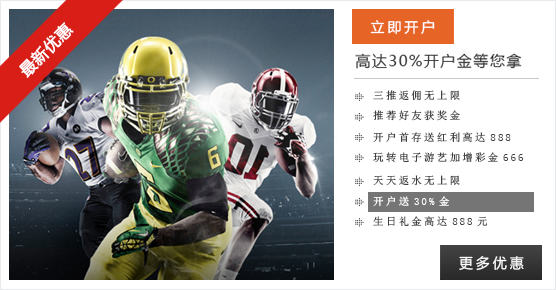 最新优惠
立即开户
高达30%开户金等您拿
三推返佣无上限
推荐好友获奖金
开户首存送红利高达 888
玩转电子游艺加增彩金 666
天天返水无上限
开户送 30% 金
生日礼金高达 888 元
更多优惠
27
6
01